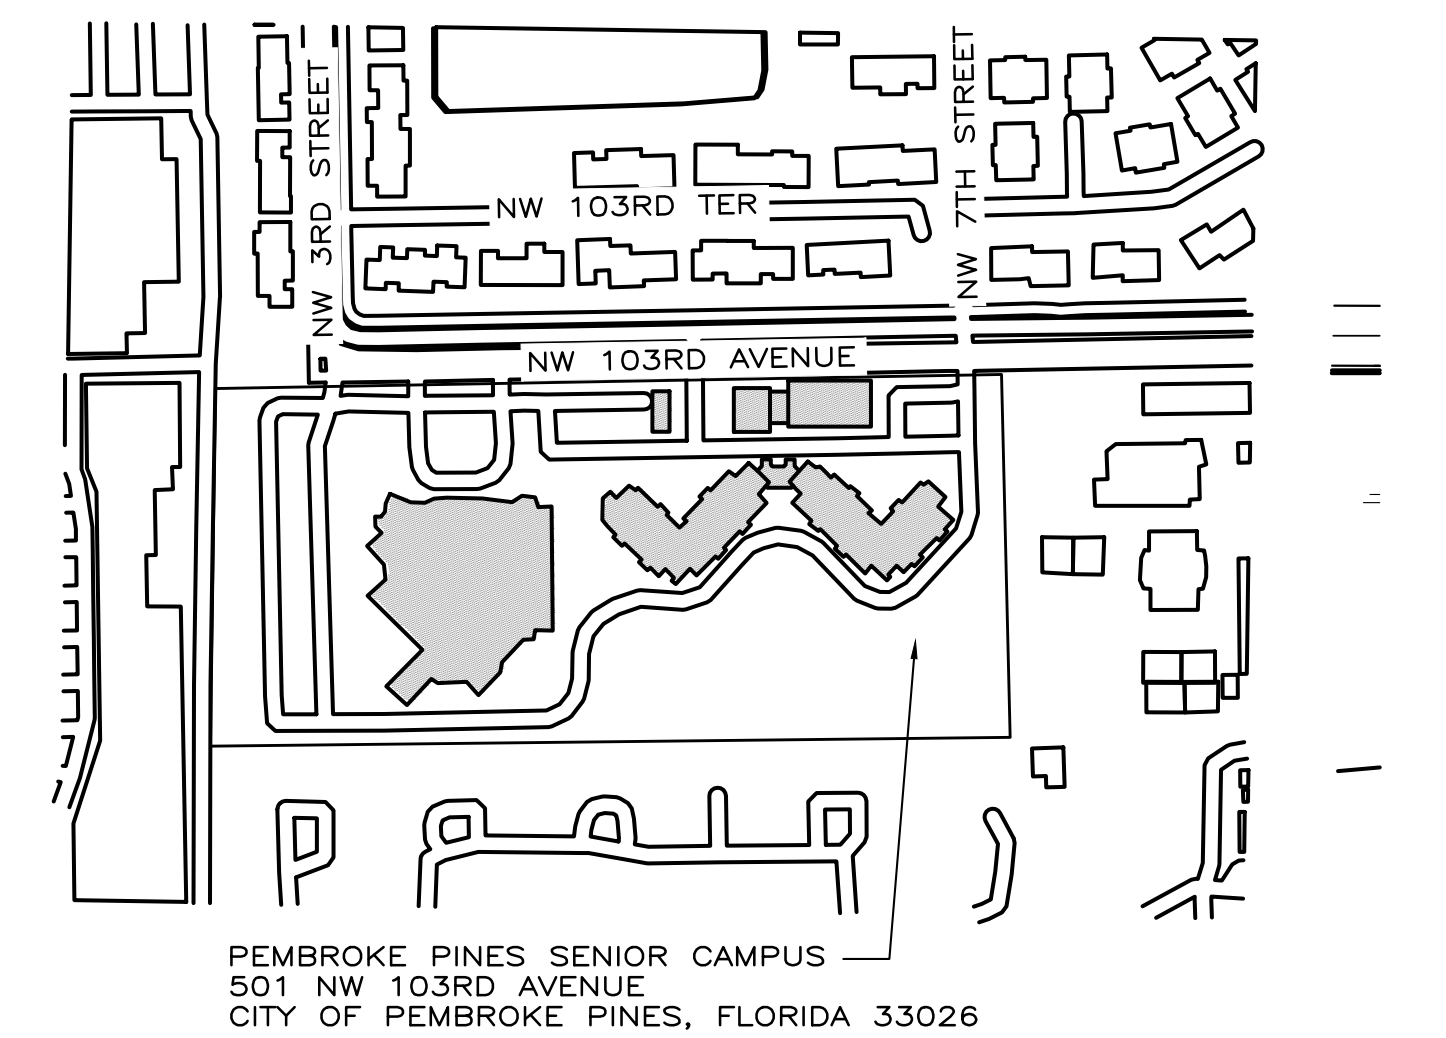 NW 3RD STREET
NW 7TH STREET
NW 103RD TER
NW 103RD AVENUE
PEMBROKE PINES SENIOR CAMPUS
501 NW 103RD AVENUE
CITY OF PEMBROKE PINES, FLORIDA 33026